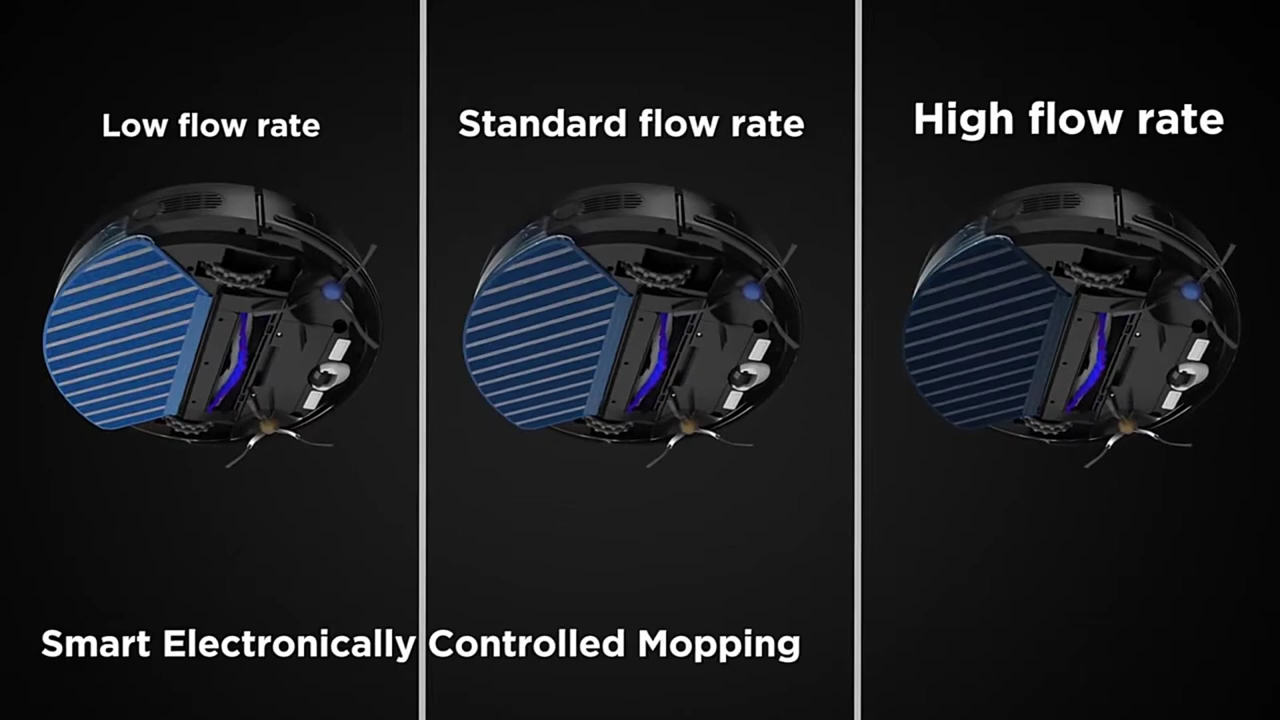 Low flow rate
Standard flow rate
High flow rate
Smart Electronically Controlled Mopping